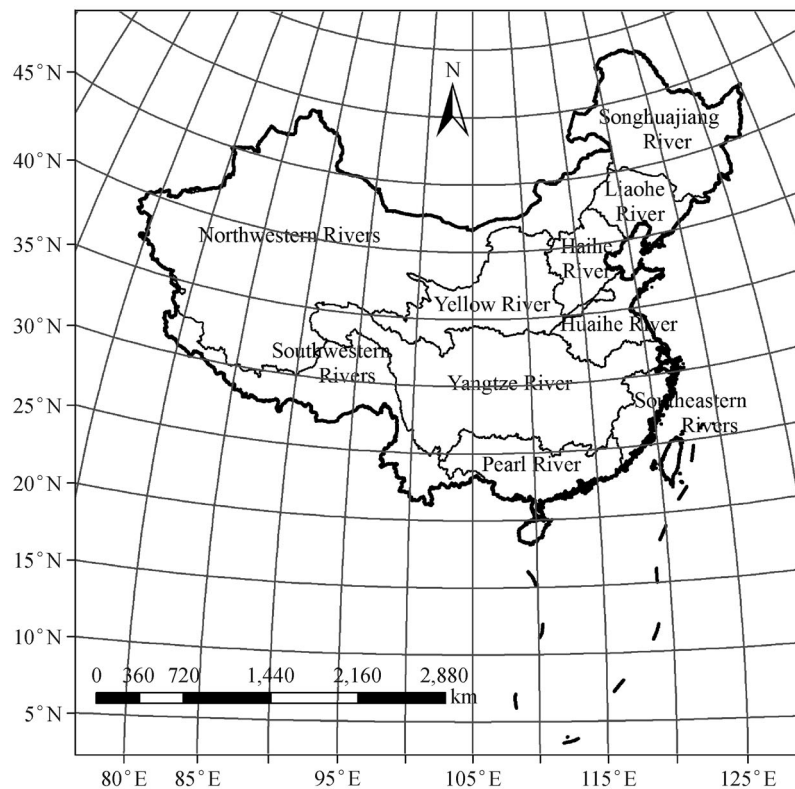 N
45°N
40°N
35°N
30°N
25°N
20°N
15°N
10°N
5°N
Songhuajiang
River
Liaohe
River
Northwestern Rivers
Haihe
River
Yellow River
Huaihe River
Southwestern
Rivers
Yangtze River
Southeastern
Rivers
Pearl River
0 360 720 1,440 2,160 2,880
km
80°E 85°E 95°E 105°E 115°E 125°E